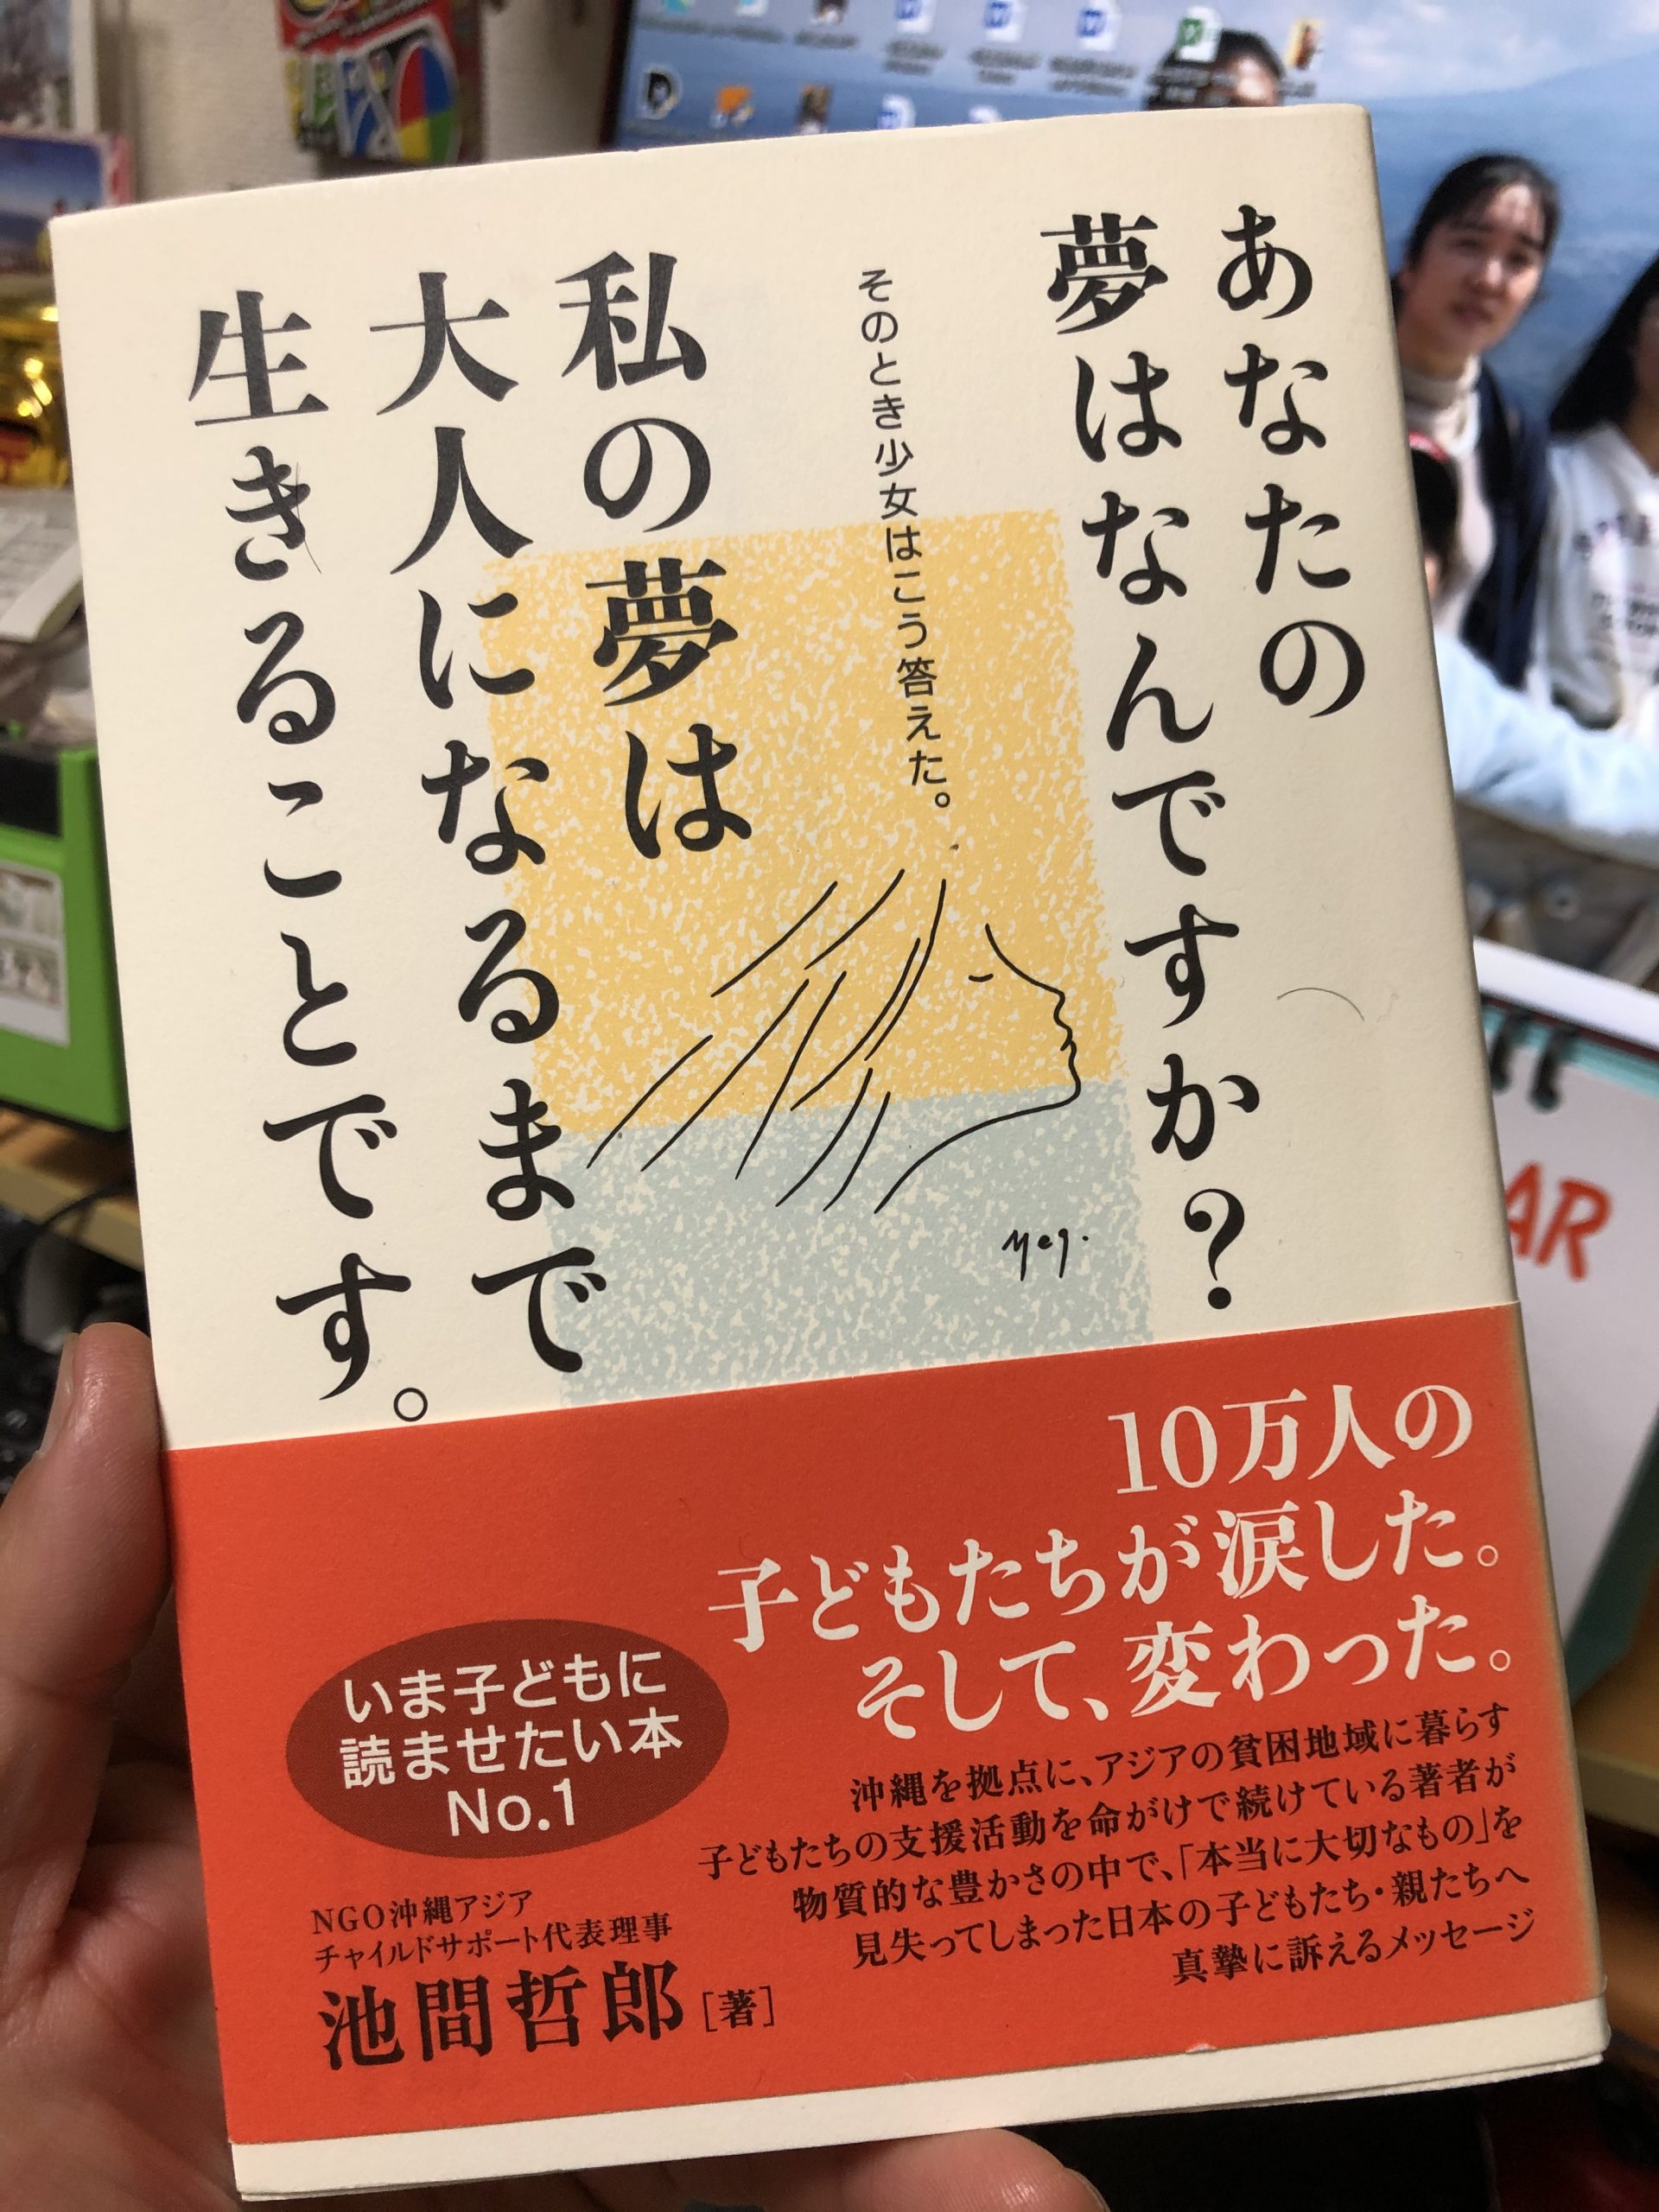 あなたの
夢はなんですか？
そのとき少女はこう答えた。
私の夢は
大人になるまで
生きることです。
yeg.
10万人の
子どもたちが涙した。
そして、変わった。
沖縄を拠点に、アジアの貧困地域に暮らす
子どもたちの支援活動を命がけで続けている著者が
物質的な豊かさの中で、「本当に大切なもの」を
見失ってしまった日本の子どもたち・親たちへ
真摯に訴えるメッセージ
いま子どもに
読ませたい本
No.1
NGO沖縄アジア
チャイルドサポート代表理事
池間哲郎［著］
AR